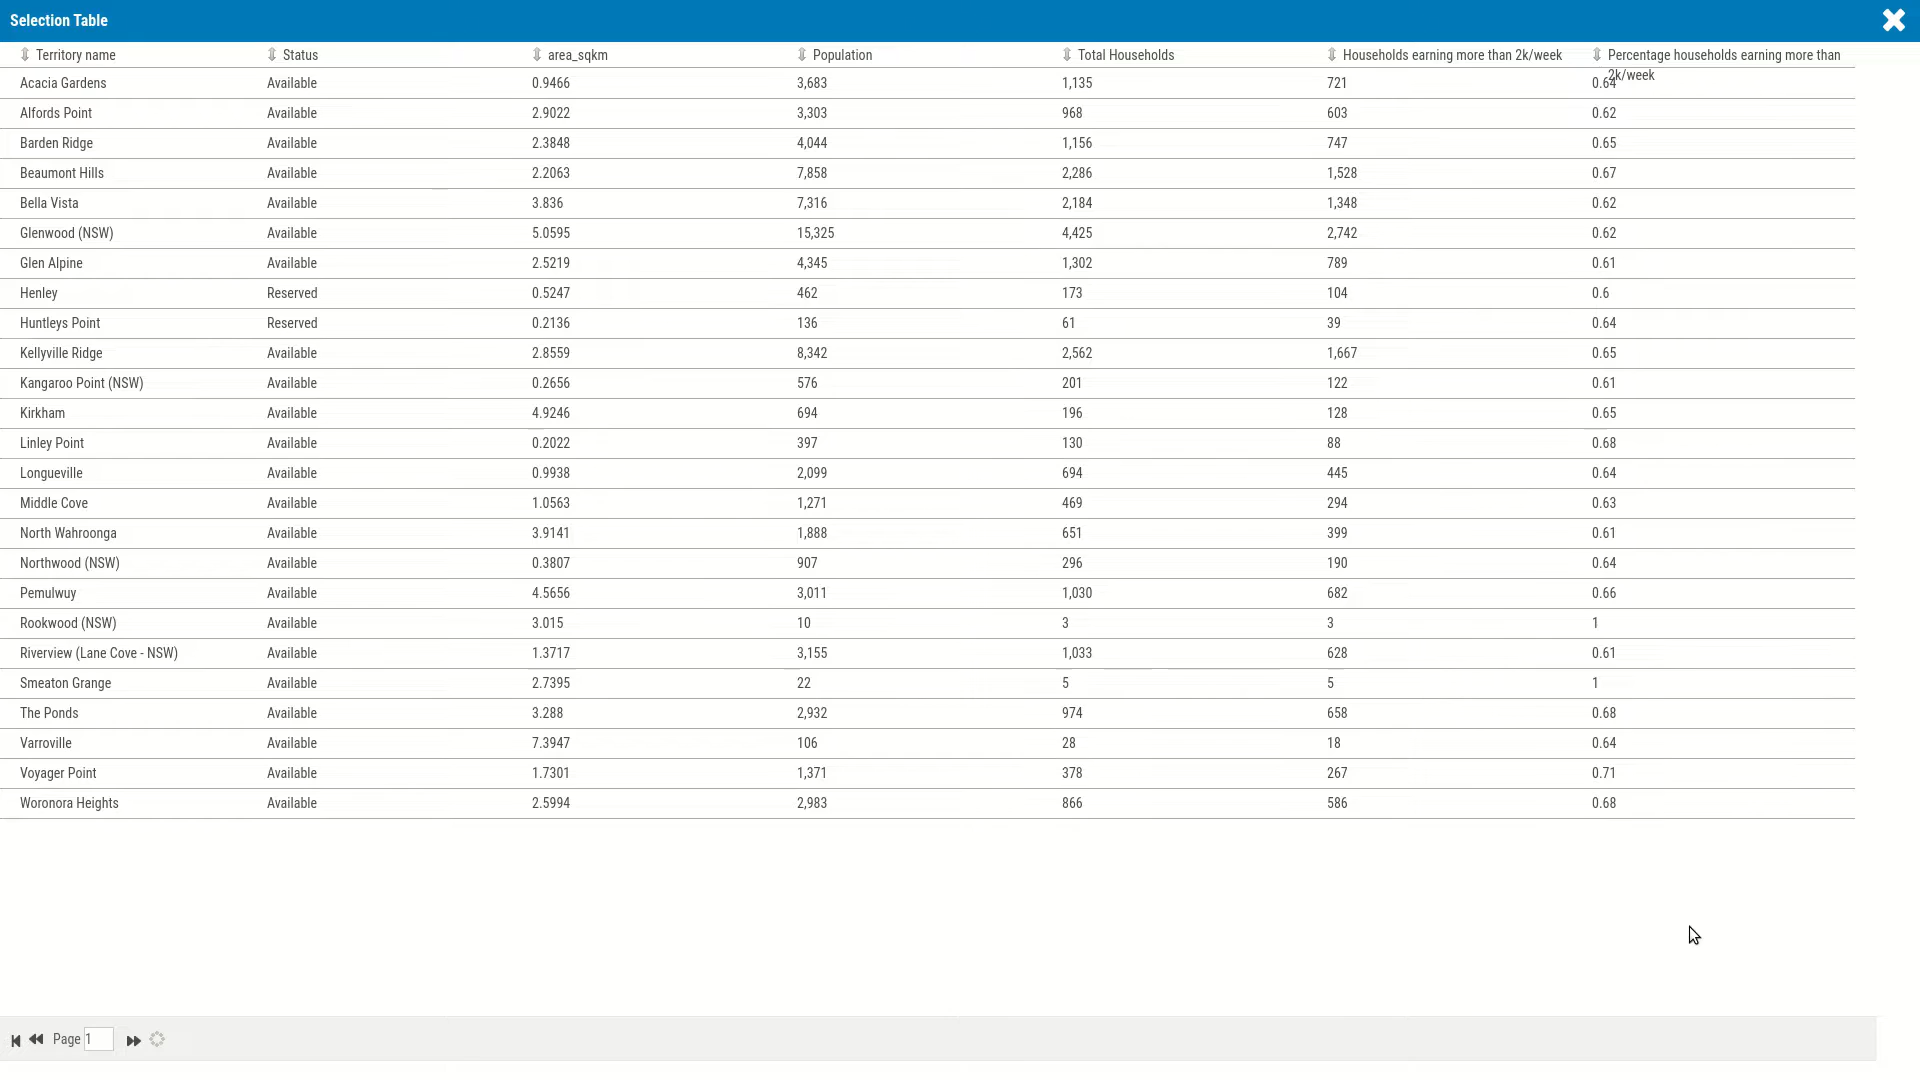 Selection Table
Territory name Status area_sqkm Population Total Households Households earning more than 2k/week Percentage households earning more than
2k/week
Acacia Gardens Available 0.9466 3,683 1,135 721 0.64
Alfords Point Available 2.9022 3,303 968 603 0.62
Barden Ridge Available 2.3848 4,044 1,156 747 0.65
Beaumont Hills Available 2.2063 7,858 2,286 1,528 0.67
Bella Vista Available 3.836 7,316 2,184 1,348 0.62
Glenwood (NSW) Available 5.0595 15,325 4,425 2,742 0.62
Glen Alpine Available 2.5219 4,345 1,302 789 0.61
Henley Reserved 0.5247 462 173 104 0.6
Huntleys Point Reserved 0.2136 136 61 39 0.64
Kellyville Ridge Available 2.8559 8,342 2,562 1,667 0.65
Kangaroo Point (NSW) Available 0.2656 576 201 122 0.61
Kirkham Available 4.9246 694 196 128 0.65
Linley Point Available 0.2022 397 130 88 0.68
Longueville Available 0.9938 2,099 694 445 0.64
Middle Cove Available 1.0563 1,271 469 294 0.63
North Wahroonga Available 3.9141 1,888 651 399 0.61
Northwood (NSW) Available 0.3807 907 296 190 0.64
Pemulwuy Available 4.5656 3,011 1,030 682 0.66
Rookwood (NSW) Available 3.015 10 3 3 1
Riverview (Lane Cove - NSW) Available 1.3717 3,155 1,033 628 0.61
Smeaton Grange Available 2.7395 22 5 5 1
The Ponds Available 3.288 2,932 974 658 0.68
Varroville Available 7.3947 106 28 18 0.64
Voyager Point Available 1.7301 1,371 378 267 0.71
Woronora Heights Available 2.5994 2,983 866 586 0.68
Page 1